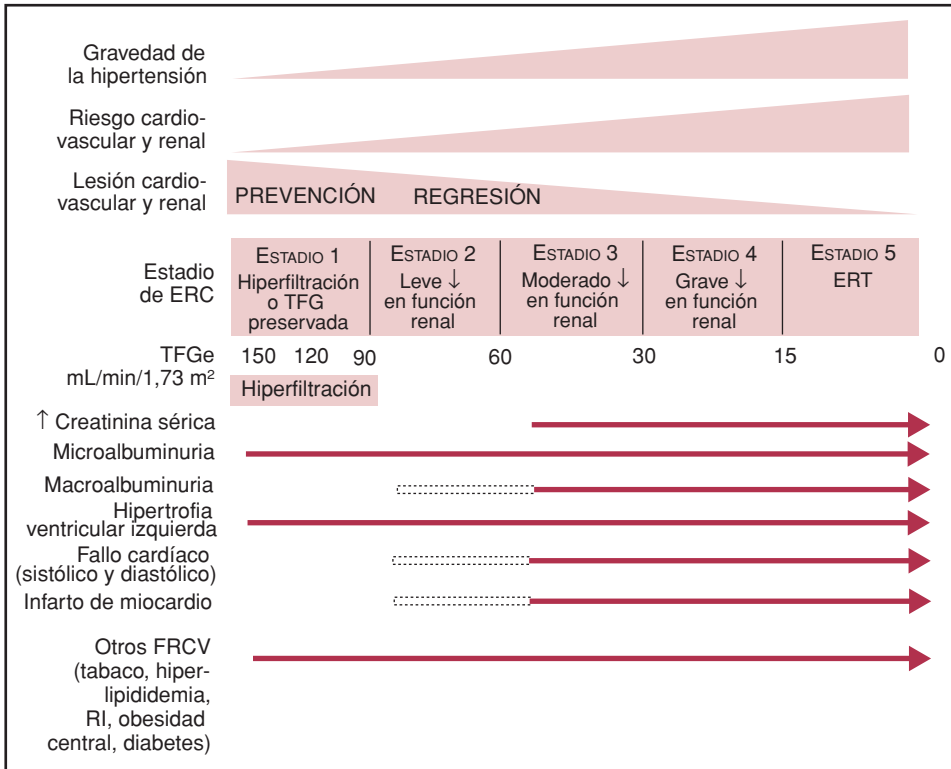 Gravedad de
la hipertensión
Riesgo cardio-
vascular y renal
Lesión cardio-
vascular y renal
PREVENCIÓN REGRESIÓN
Estadio
de ERC
ESTADIO 1
Hiperfiltración
o TFG
preservada
ESTADIO 2
Leve ↓
en función
renal
ESTADIO 3
Moderado ↓
en función
renal
ESTADIO 4
Grave ↓
en función
renal
ESTADIO 5
ERT
TFGe
mL/min/1,73 m²
150 120 90 60 30 15 0
Hiperfiltración
↑ Creatinina sérica
Microalbuminuria
Macroalbuminuria
Hipertrofia
ventricular izquierda
Fallo cardíaco
(sistólico y diastólico)
Infarto de miocardio
Otros FRCV
(tabaco, hiper-
lipididemia,
RI, obesidad
central, diabetes)